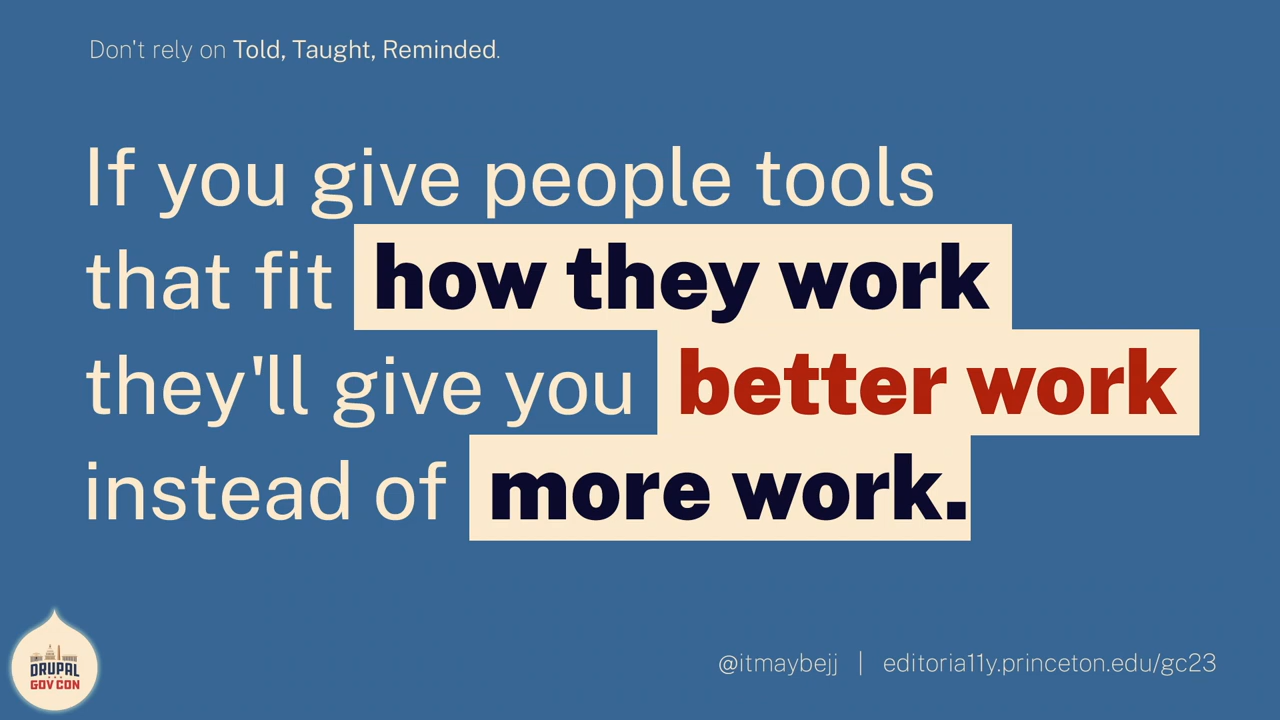 Don't rely on Told, Taught, Reminded.
If you give people tools
that fit how they work
they'll give you better work
instead of more work.
DRUPAL
GOV CON
@itmaybejj | editoria11y.princeton.edu/gc23